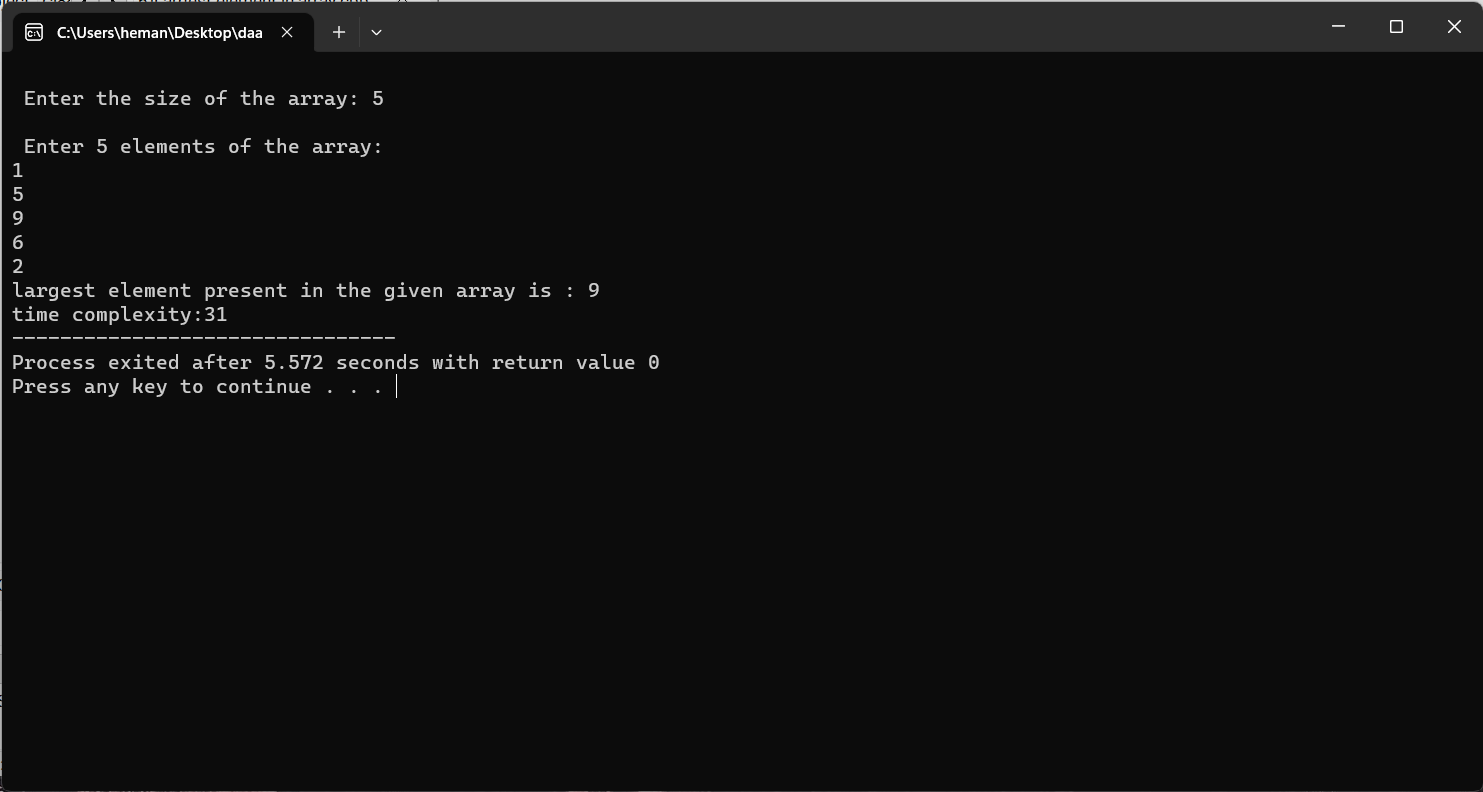 C:\Users\heman\Desktop\daa
Enter the size of the array: 5
Enter 5 elements of the array:
1
5
9
6
2
largest element present in the given array is : 9
time complexity:31
--------------------------------
Process exited after 5.572 seconds with return value 0
Press any key to continue . . .